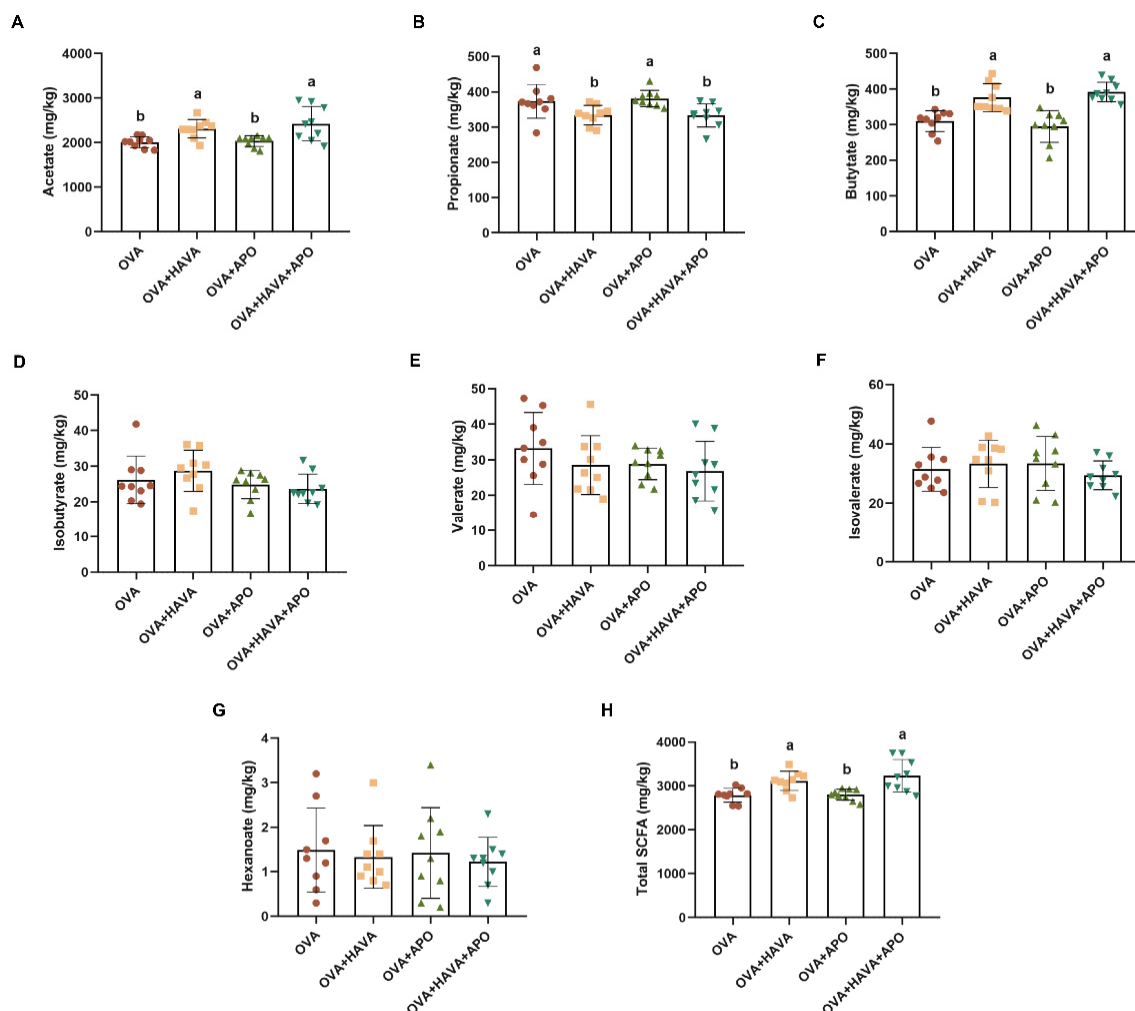 A
Acetate (mg/kg)
4000
3000
2000
1000
0
b
a
b
a
OVA
OVA+HAVA
OVA+APO
OVA+HAVA+APO
B
Propionate (mg/kg)
500
400
300
200
100
0
a
b
a
b
OVA
OVA+HAVA
OVA+APO
OVA+HAVA+APO
C
Butytate (mg/kg)
500
400
300
200
100
0
b
a
b
a
OVA
OVA+HAVA
OVA+APO
OVA+HAVA+APO
D
Isobutyrate (mg/kg)
50
40
30
20
10
0
OVA
OVA+HAVA
OVA+APO
OVA+HAVA+APO
E
Valerate (mg/kg)
50
40
30
20
10
0
OVA
OVA+HAVA
OVA+APO
OVA+HAVA+APO
F
Isovalerate (mg/kg)
60
40
20
0
OVA
OVA+HAVA
OVA+APO
OVA+HAVA+APO
G
Hexanoate (mg/kg)
4
3
2
1
0
OVA
OVA+HAVA
OVA+APO
OVA+HAVA+APO
H
Total SCFA (mg/kg)
4000
3000
2000
1000
0
b
a
b
a
OVA
OVA+HAVA
OVA+APO
OVA+HAVA+APO